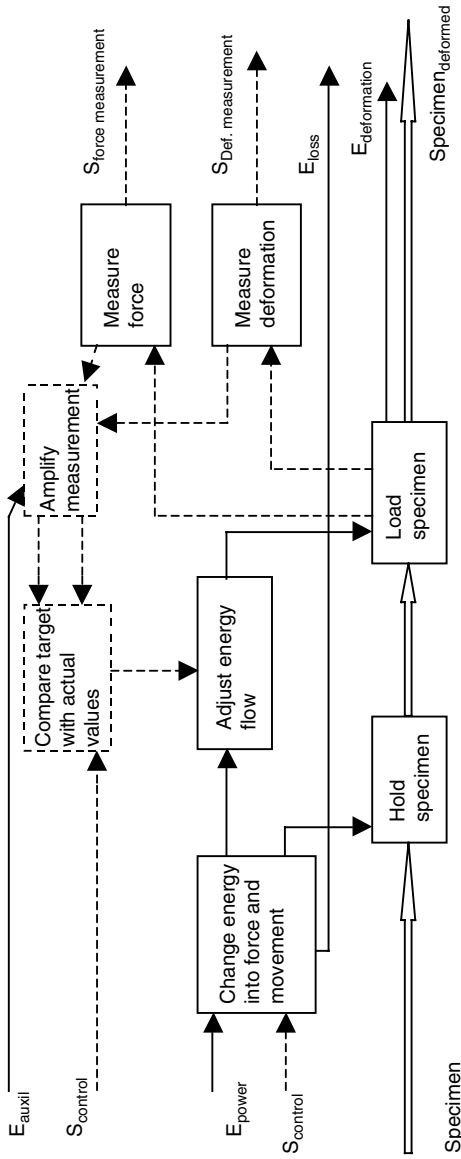 E_auxil
S_control
Compare target
with actual
values
Amplify
measurement
Measure
force
S_force measurement
Measure
deformation
S_Def. measurement
E_power
S_control
Change energy
into force and
movement
Adjust energy
flow
E_loss
Specimen
Hold
specimen
Load
specimen
E_deformation
Specimen_deformed